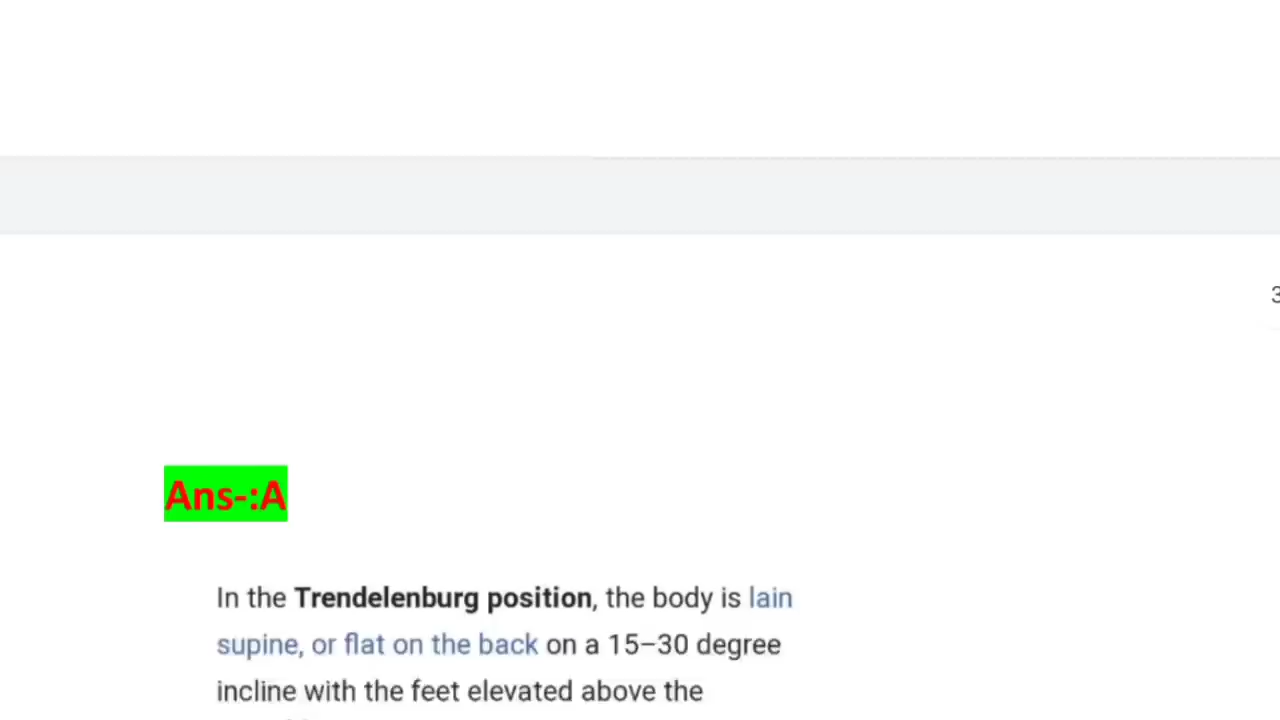 3
Ans-:A
In the Trendelenburg position, the body is lain
supine, or flat on the back on a 15–30 degree
incline with the feet elevated above the